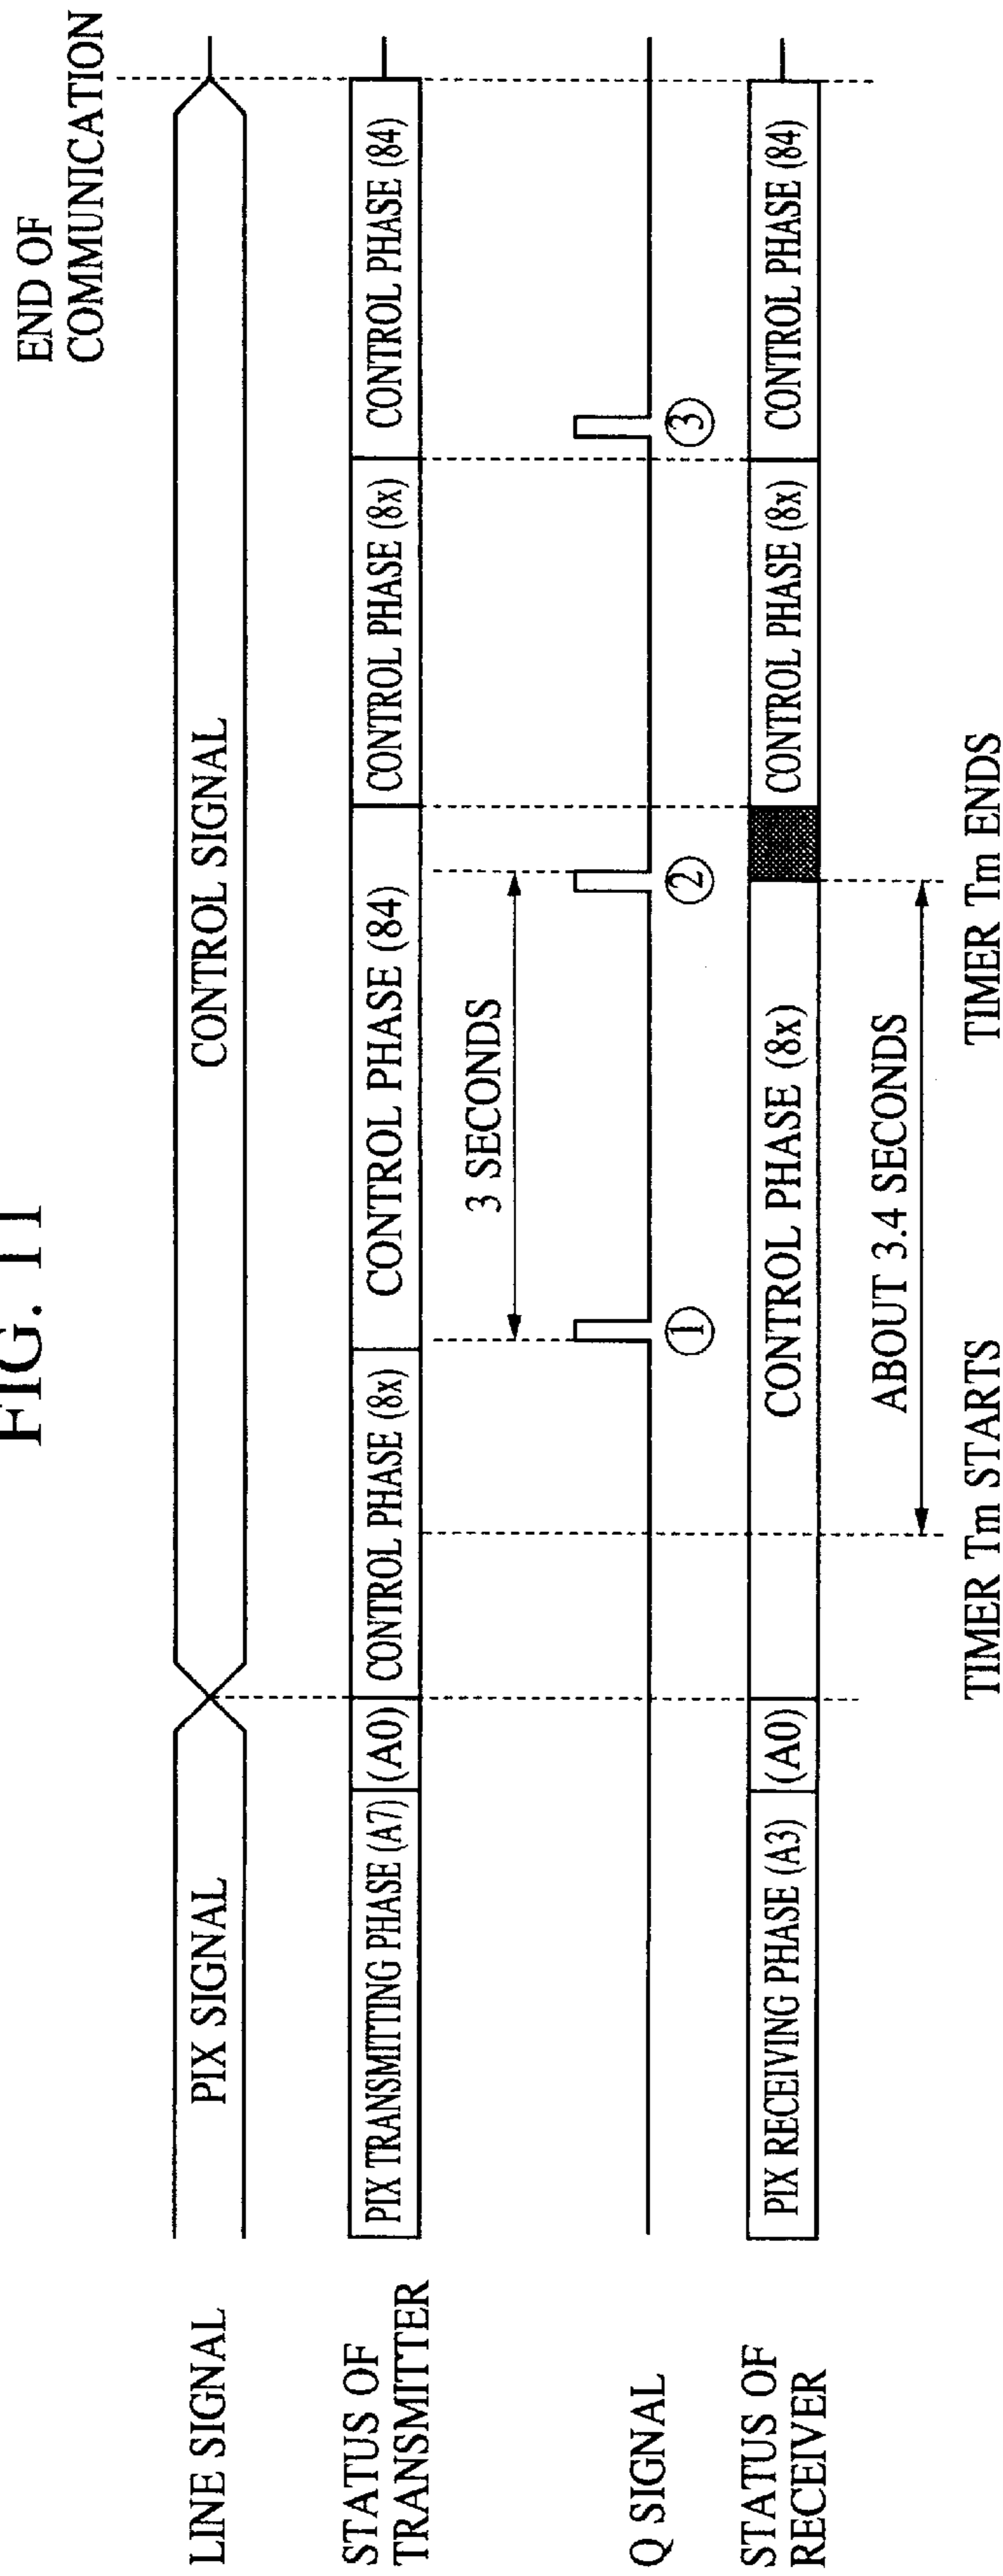 FIG. 11
END OF
COMMUNICATION
LINE SIGNAL
PIX SIGNAL
CONTROL SIGNAL
STATUS OF
TRANSMITTER
PIX TRANSMITTING PHASE (A7)
(A0)
CONTROL PHASE (8x)
CONTROL PHASE (84)
CONTROL PHASE (8x)
CONTROL PHASE (84)
3 SECONDS
Q SIGNAL
①
②
③
STATUS OF
RECEIVER
PIX RECEIVING PHASE (A3)
(A0)
CONTROL PHASE (8x)
CONTROL PHASE (8x)
CONTROL PHASE (84)
ABOUT 3.4 SECONDS
TIMER Tm STARTS
TIMER Tm ENDS